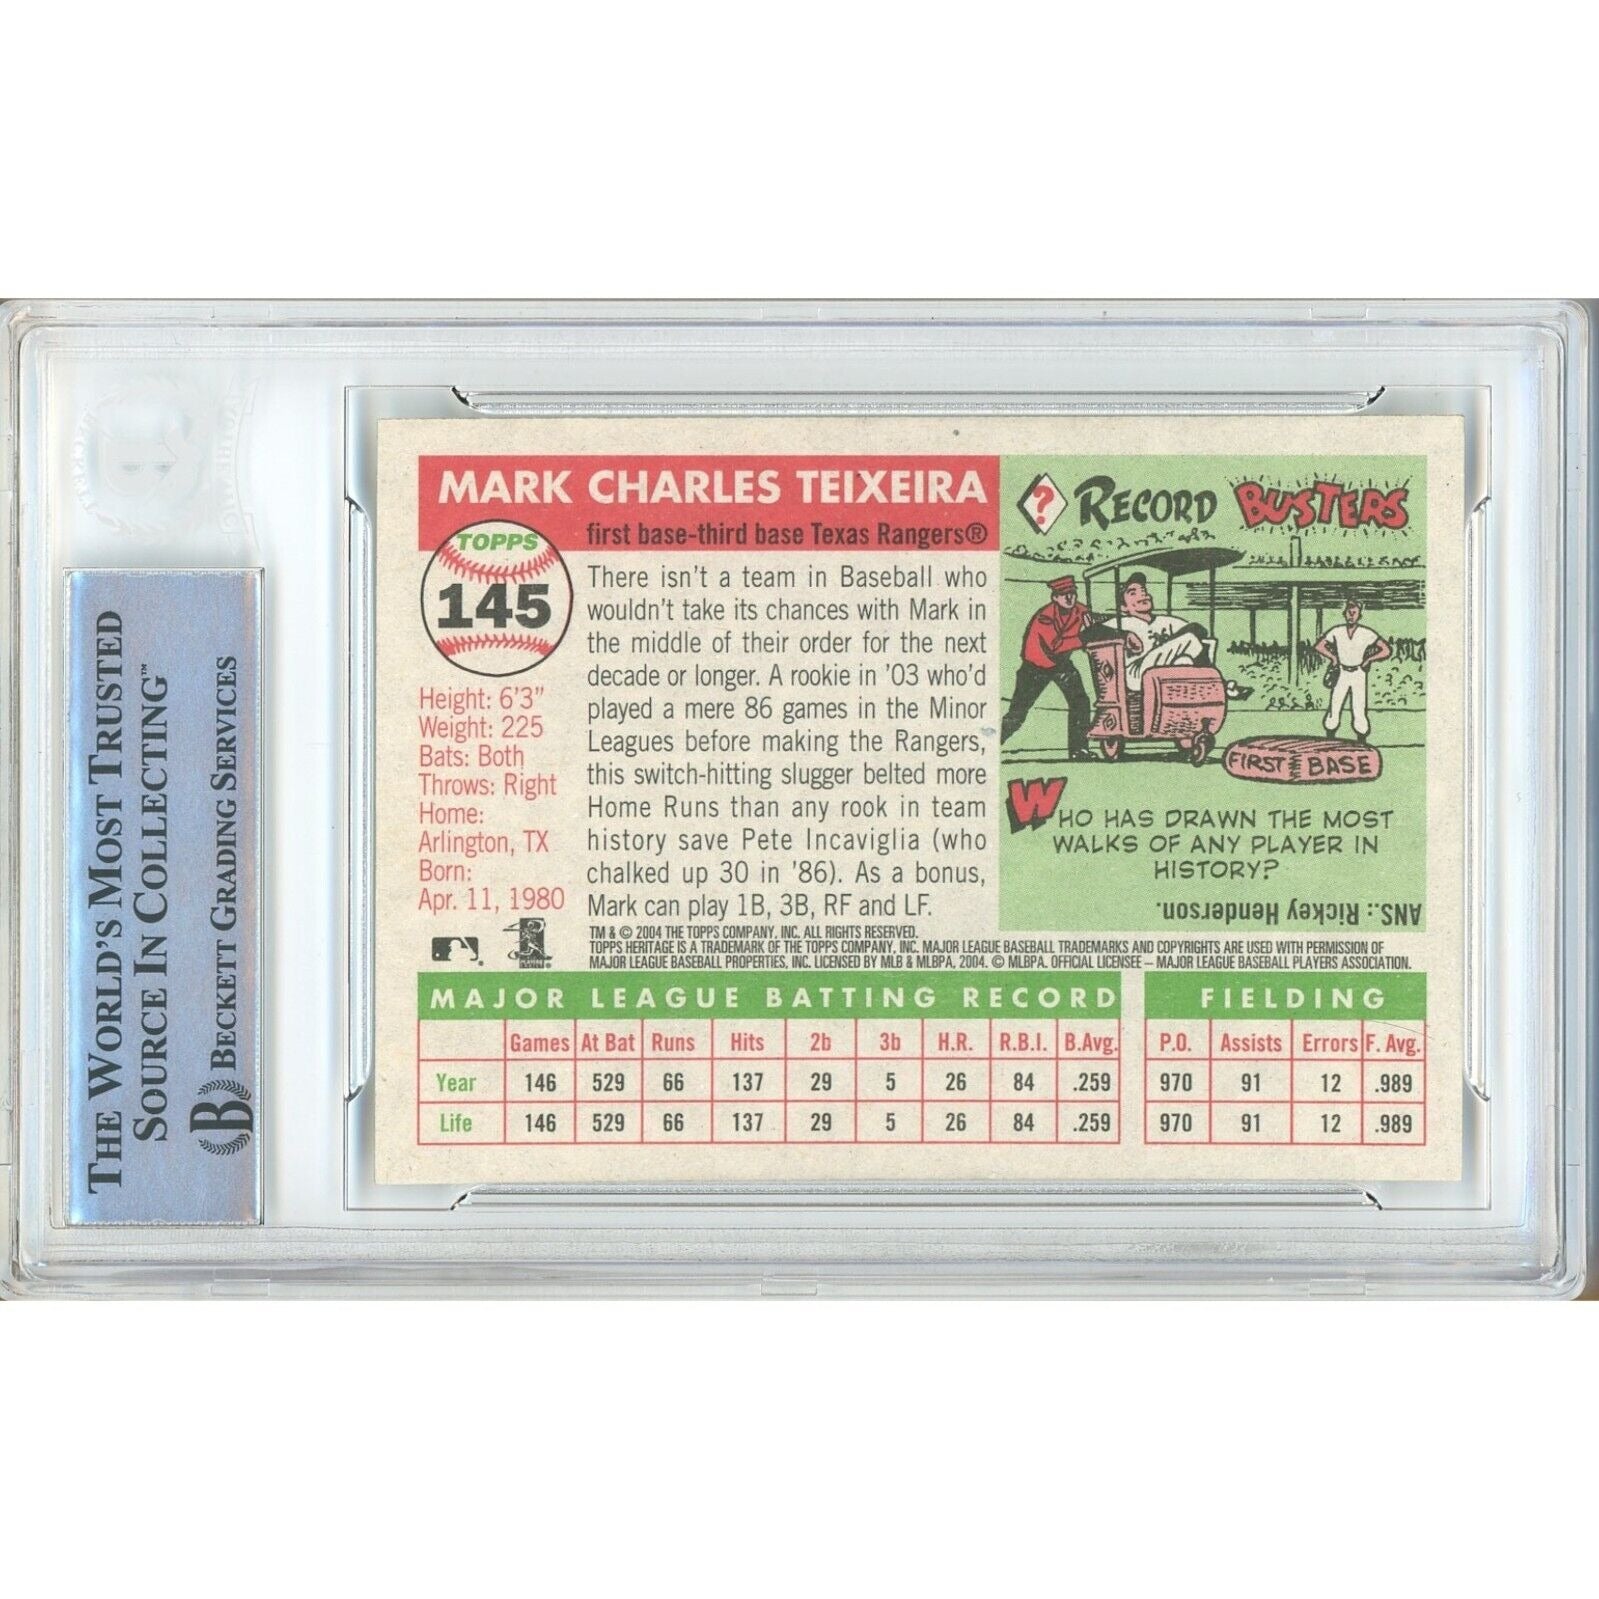 THE WORLD'S MOST TRUSTED
SOURCE IN COLLECTING™
BECKETT GRADING SERVICES
B
MARK CHARLES TEIXEIRA
first base-third base Texas Rangers®
TOPPS
145
Height: 6'3"
Weight: 225
Bats: Both
Throws: Right
Home:
Arlington, TX
Born:
Apr. 11, 1980
There isn't a team in Baseball who
wouldn't take its chances with Mark in
the middle of their order for the next
decade or longer. A rookie in '03 who'd
played a mere 86 games in the Minor
Leagues before making the Rangers,
this switch-hitting slugger belted more
Home Runs than any rook in team
history save Pete Incaviglia (who
chalked up 30 in '86). As a bonus,
Mark can play 1B, 3B, RF and LF.
? RECORD BUSTERS
FIRST BASE
WHO HAS DRAWN THE MOST
WALKS OF ANY PLAYER IN
HISTORY?
ANS.: Rickey Henderson.
TM & © 2004 THE TOPPS COMPANY, INC. ALL RIGHTS RESERVED.
TOPPS HERITAGE IS A TRADEMARK OF THE TOPPS COMPANY, INC. MAJOR LEAGUE BASEBALL TRADEMARKS AND COPYRIGHTS ARE USED WITH PERMISSION OF
MAJOR LEAGUE BASEBALL PROPERTIES, INC. LICENSED BY MLB & MLBPA, 2004. © MLBPA. OFFICIAL LICENSEE – MAJOR LEAGUE BASEBALL PLAYERS ASSOCIATION.
MAJOR LEAGUE BATTING RECORD FIELDING
Games At Bat Runs Hits 2b 3b H.R. R.B.I. B.Avg. P.O. Assists Errors F. Avg.
Year 146 529 66 137 29 5 26 84 .259 970 91 12 .989
Life 146 529 66 137 29 5 26 84 .259 970 91 12 .989